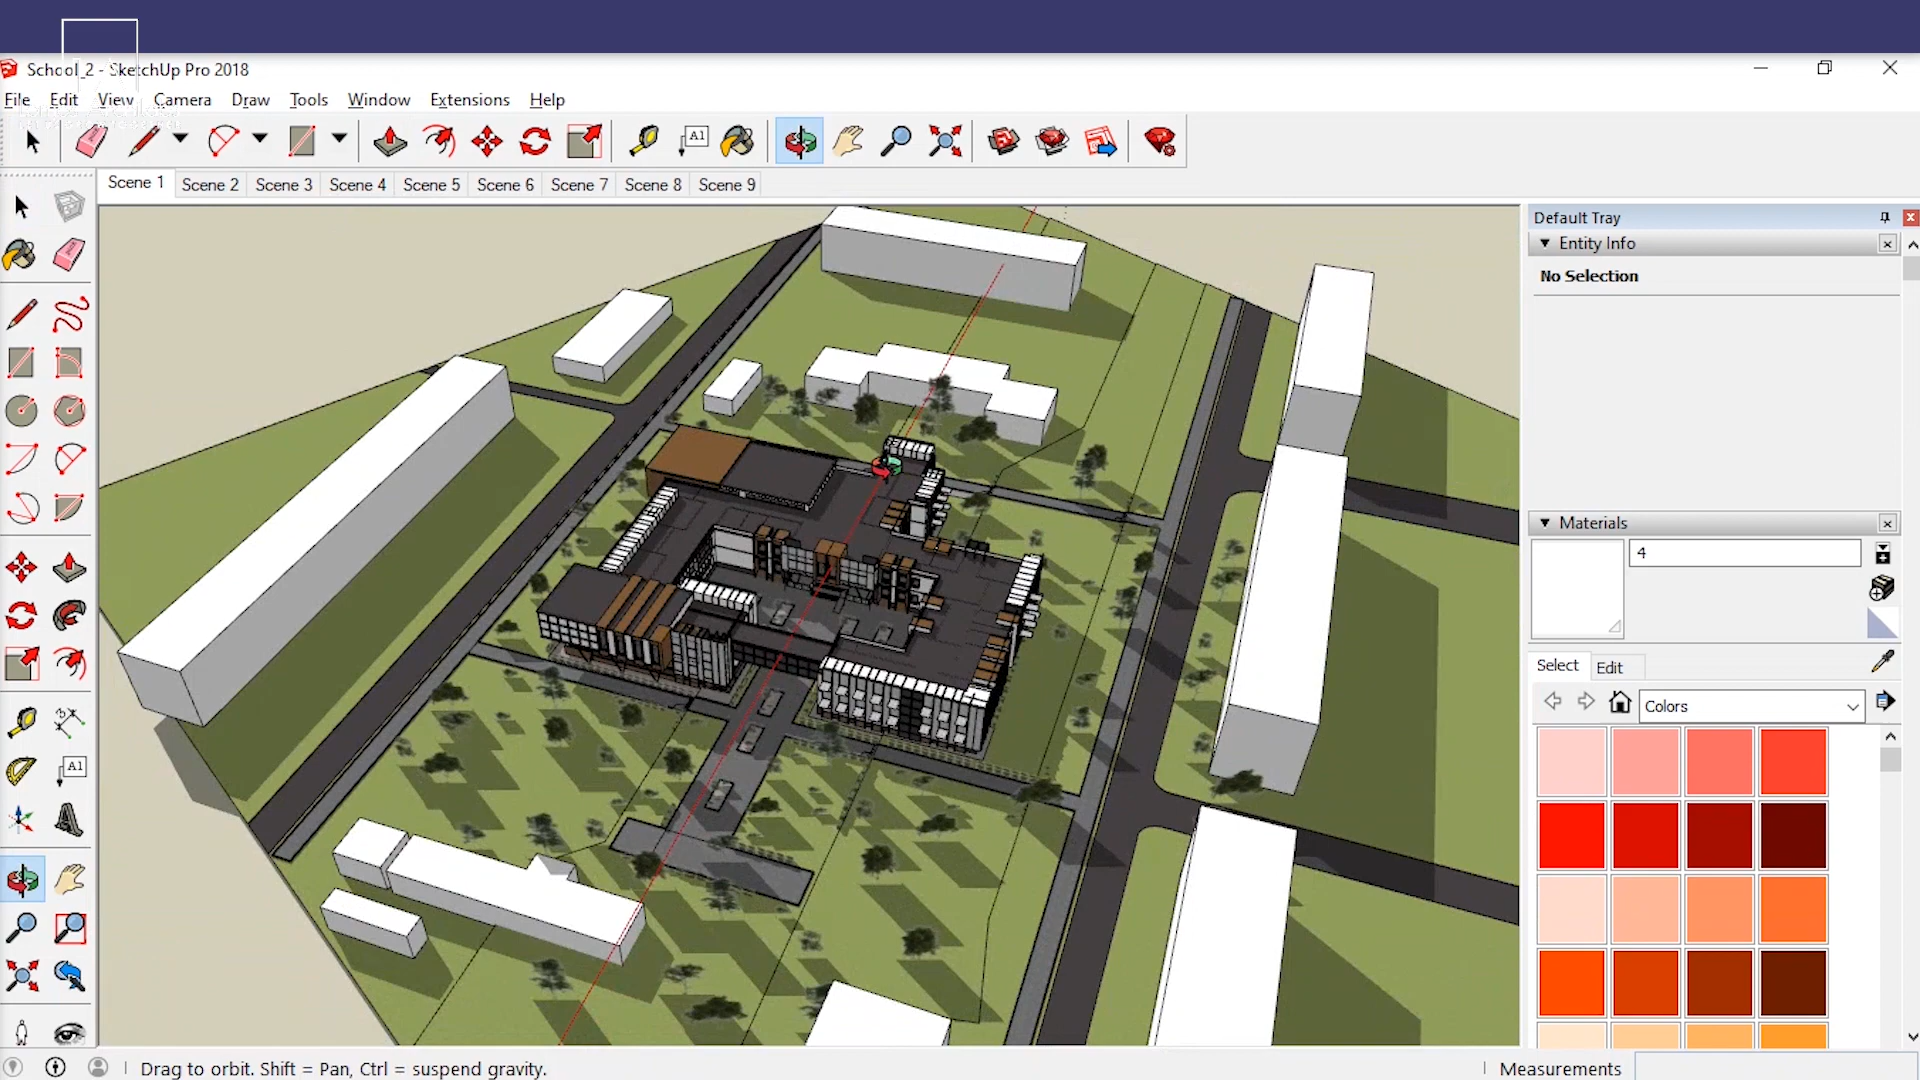 School_2 - SketchUp Pro 2018
File Edit View Camera Draw Tools Window Extensions Help
A1
Scene 1 Scene 2 Scene 3 Scene 4 Scene 5 Scene 6 Scene 7 Scene 8 Scene 9
Default Tray
Entity Info
No Selection
Materials
4
Select Edit
Colors
A1
Drag to orbit. Shift = Pan, Ctrl = suspend gravity.
Measurements